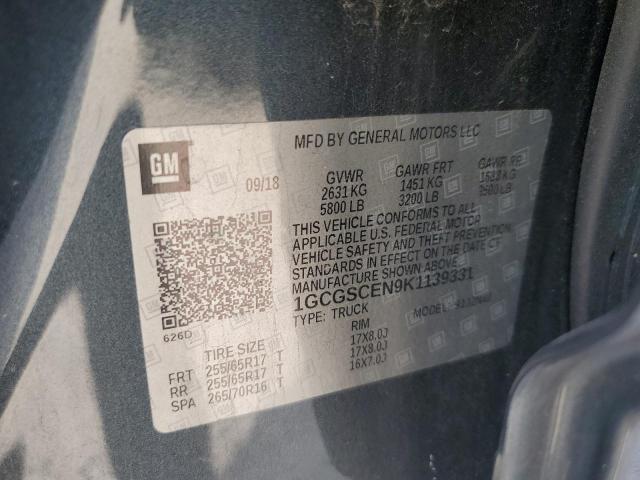 MFD BY GENERAL MOTORS LLC
GM
09/18
GVWR GAWR FRT GAWR RR
2631 KG 1451 KG
5800 LB 3200 LB
THIS VEHICLE CONFORMS TO ALL
APPLICABLE U.S. FEDERAL MOTOR
VEHICLE SAFETY AND THEFT PREVENTION
STANDARDS IN EFFECT ON THE DATE OF
MANUFACTURE SHOWN ABOVE.
1GCGSCEN9K1139331
TYPE: TRUCK MODEL:
626D
TIRE SIZE RIM
FRT 255/65R17 T 17X8.0J
RR 255/65R17 T 17X8.0J
SPA 265/70R16 T 16X7.0J